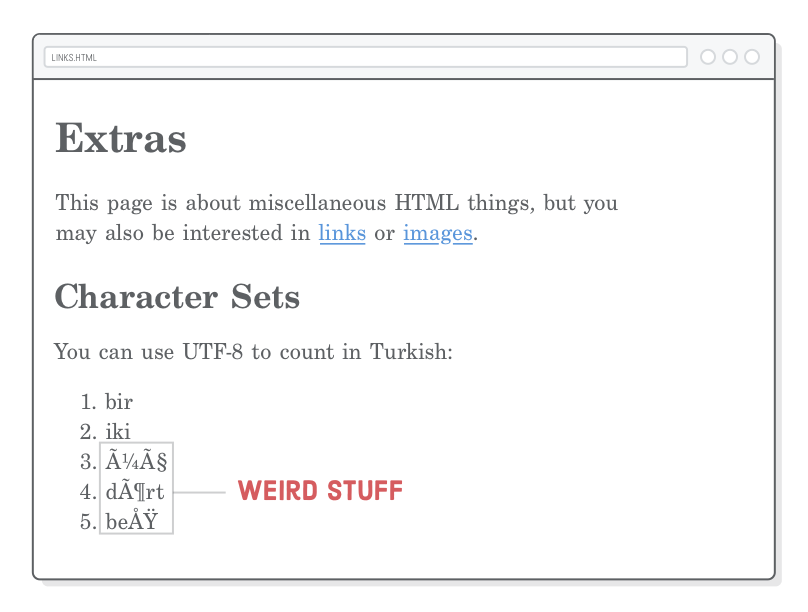 LINKS.HTML
Extras
This page is about miscellaneous HTML things, but you
may also be interested in links or images.
Character Sets
You can use UTF-8 to count in Turkish:
1. bir
2. iki
3. Ã¼Ã§
4. dÃ¶rt
5. beÅŸ
WEIRD STUFF